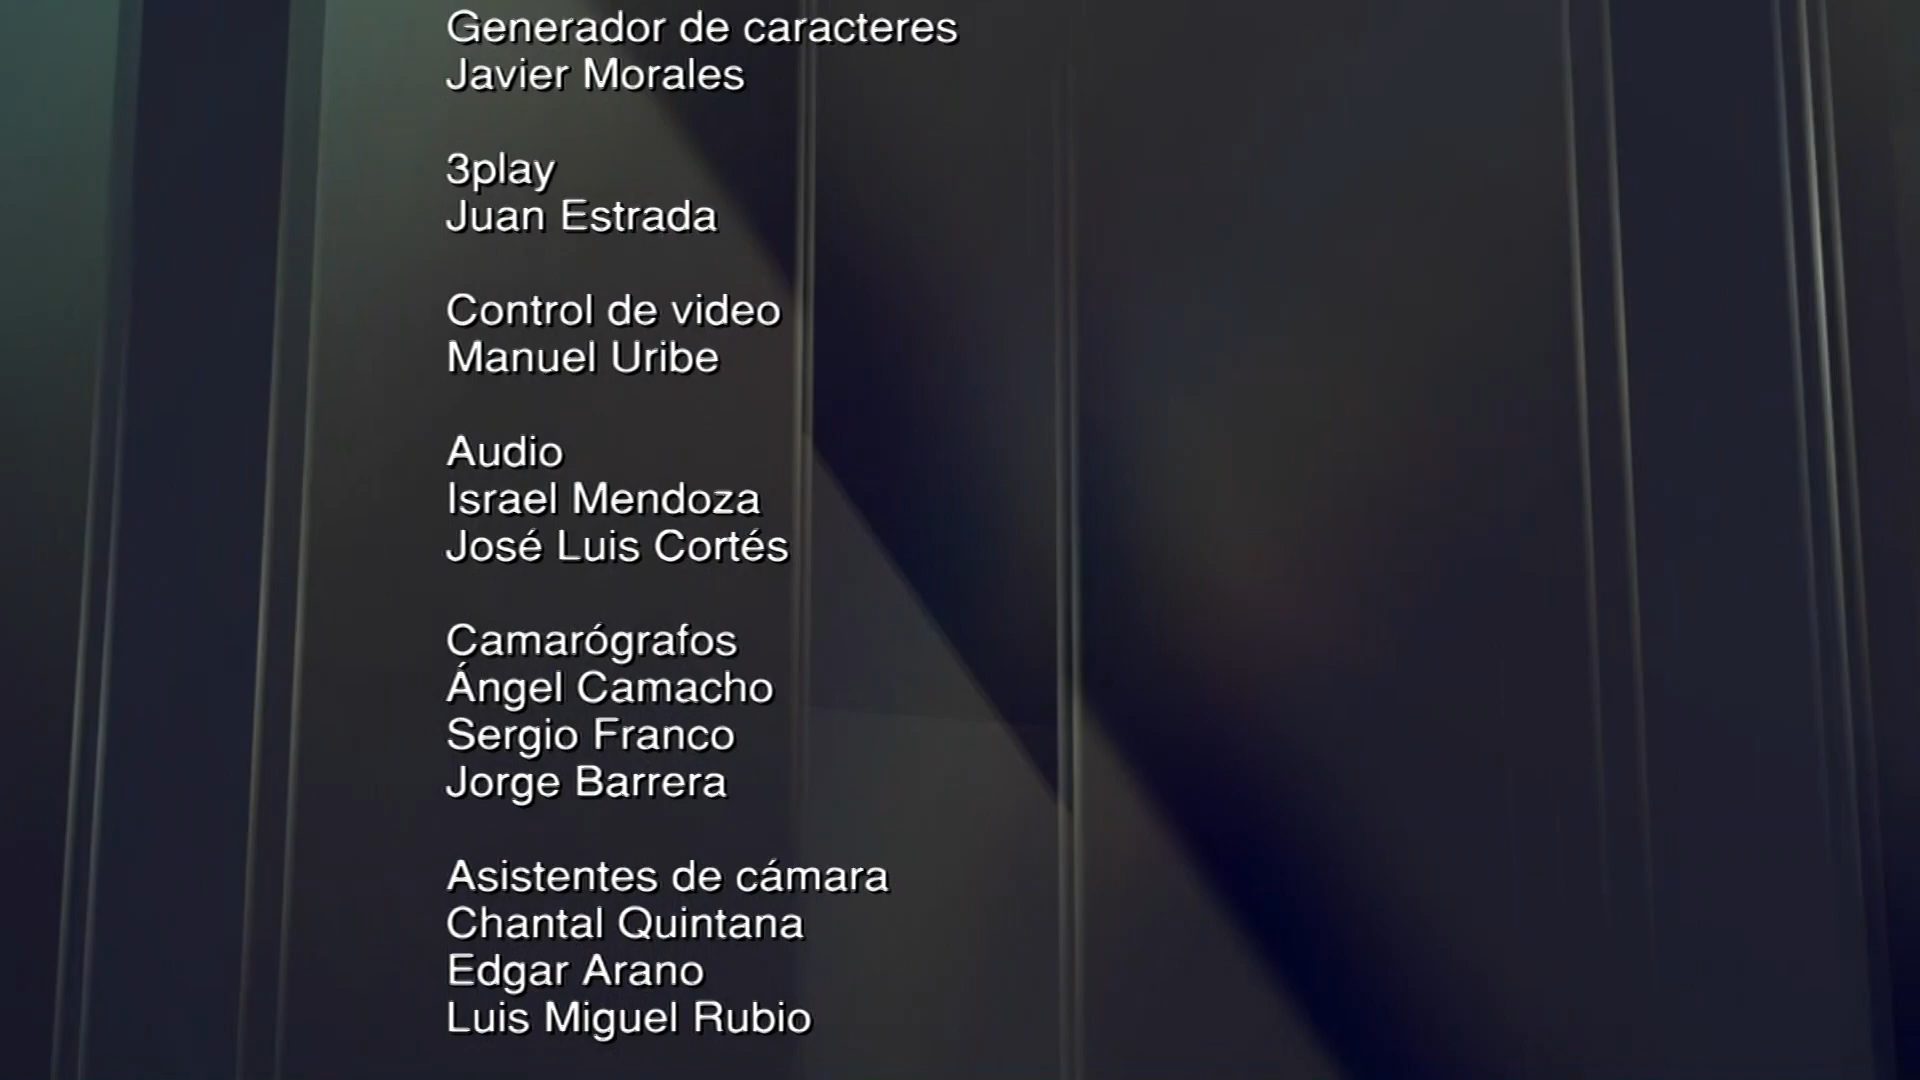 Generador de caracteres
Javier Morales
3play
Juan Estrada
Control de video
Manuel Uribe
Audio
Israel Mendoza
José Luis Cortés
Camarógrafos
Ángel Camacho
Sergio Franco
Jorge Barrera
Asistentes de cámara
Chantal Quintana
Edgar Arano
Luis Miguel Rubio